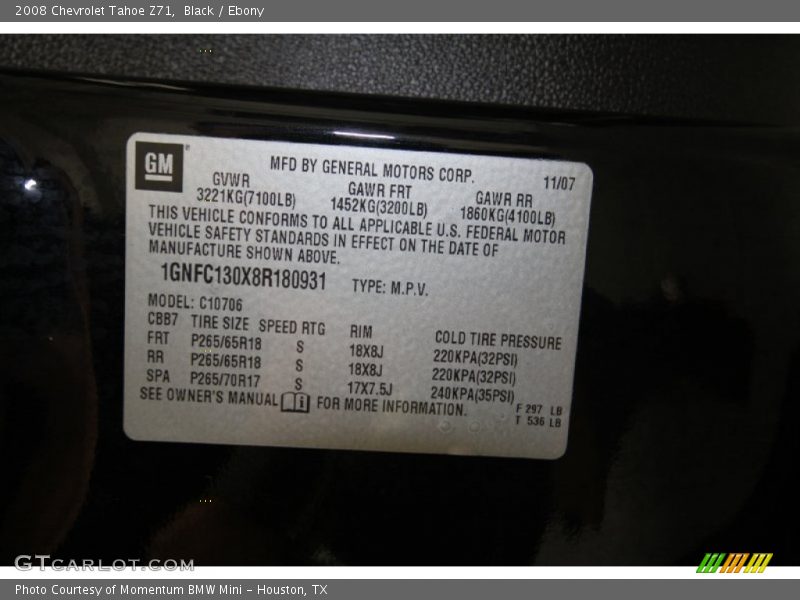 2008 Chevrolet Tahoe Z71, Black / Ebony
GM MFD BY GENERAL MOTORS CORP. 11/07
GVWR GAWR FRT GAWR RR
3221KG(7100LB) 1452KG(3200LB) 1860KG(4100LB)
THIS VEHICLE CONFORMS TO ALL APPLICABLE U.S. FEDERAL MOTOR
VEHICLE SAFETY STANDARDS IN EFFECT ON THE DATE OF
MANUFACTURE SHOWN ABOVE.
1GNFC130X8R180931 TYPE: M.P.V.
MODEL: C10706
CBB7 TIRE SIZE SPEED RTG RIM COLD TIRE PRESSURE
FRT P265/65R18 S 18X8J 220KPA(32PSI)
RR P265/65R18 S 18X8J 220KPA(32PSI)
SPA P265/70R17 S 17X7.5J 240KPA(35PSI)
SEE OWNER'S MANUAL i FOR MORE INFORMATION.
F 297 LB
T 536 LB
GTcarlot.com
Photo Courtesy of Momentum BMW Mini - Houston, TX